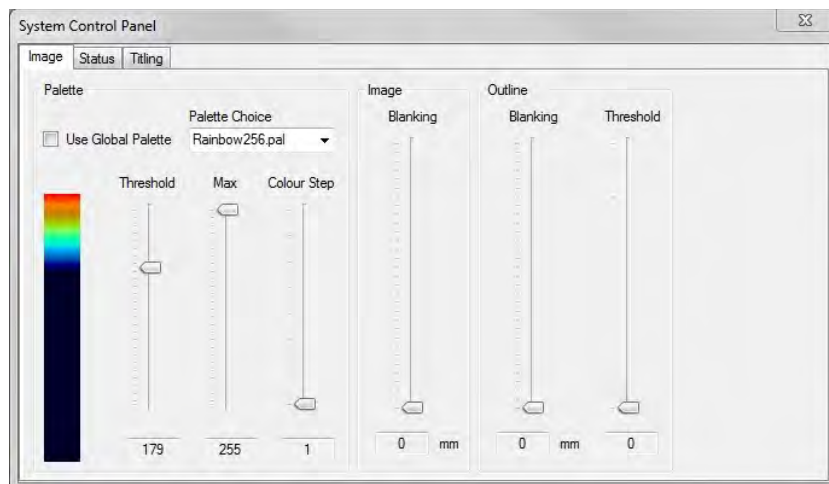 System Control Panel
Image Status Titling
Palette
Palette Choice
Use Global Palette Rainbow256.pal
Threshold Max Colour Step
179 255 1
Image
Blanking
0 mm
Outline
Blanking Threshold
0 mm 0